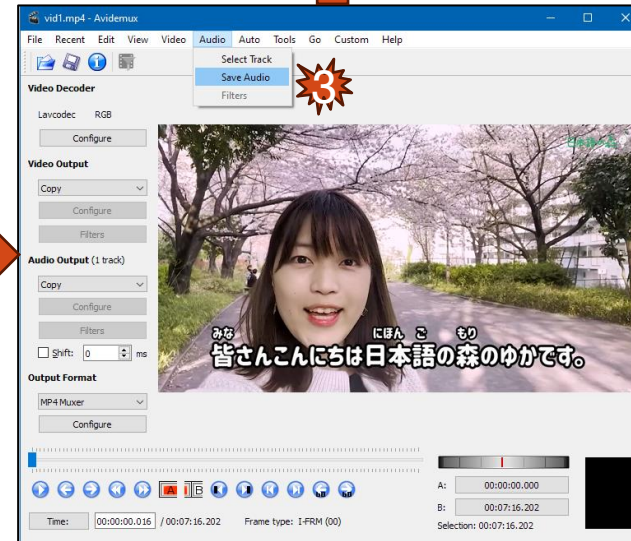 vid1.mp4 - Avidemux
File Recent Edit View Video Audio Auto Tools Go Custom Help
Select Track
Save Audio
Filters
3
Video Decoder
Lavcodec RGB
Configure
Video Output
Copy
Configure
Filters
Audio Output (1 track)
Copy
Configure
Filters
Shift: 0 ms
Output Format
MP4 Muxer
Configure
みな にほん ご もり
皆さんこんにちは日本語の森のゆかです。
A B 60 60
A: 00:00:00.000
B: 00:07:16.202
Time: 00:00:00.016 / 00:07:16.202 Frame type: I-FRM (00)
Selection: 00:07:16.202